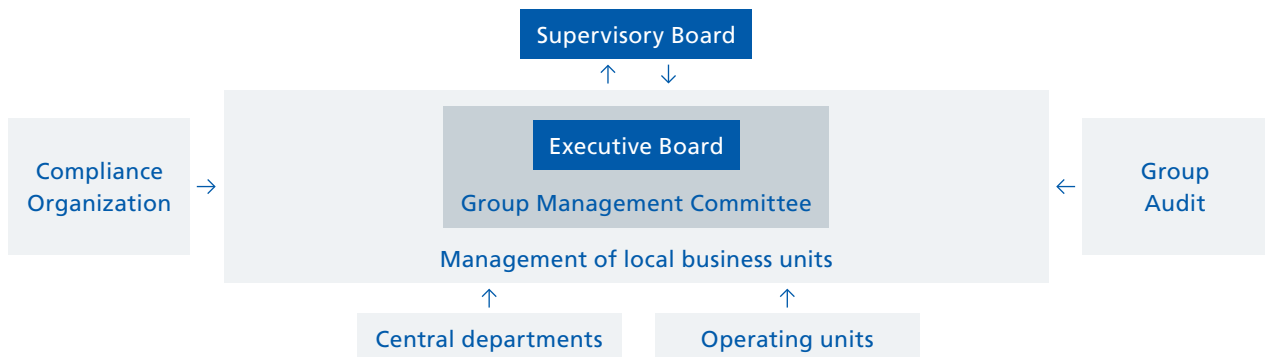 Supervisory Board
Executive Board
Compliance
Organization
Group Management Committee
Group
Audit
Management of local business units
Central departments
Operating units